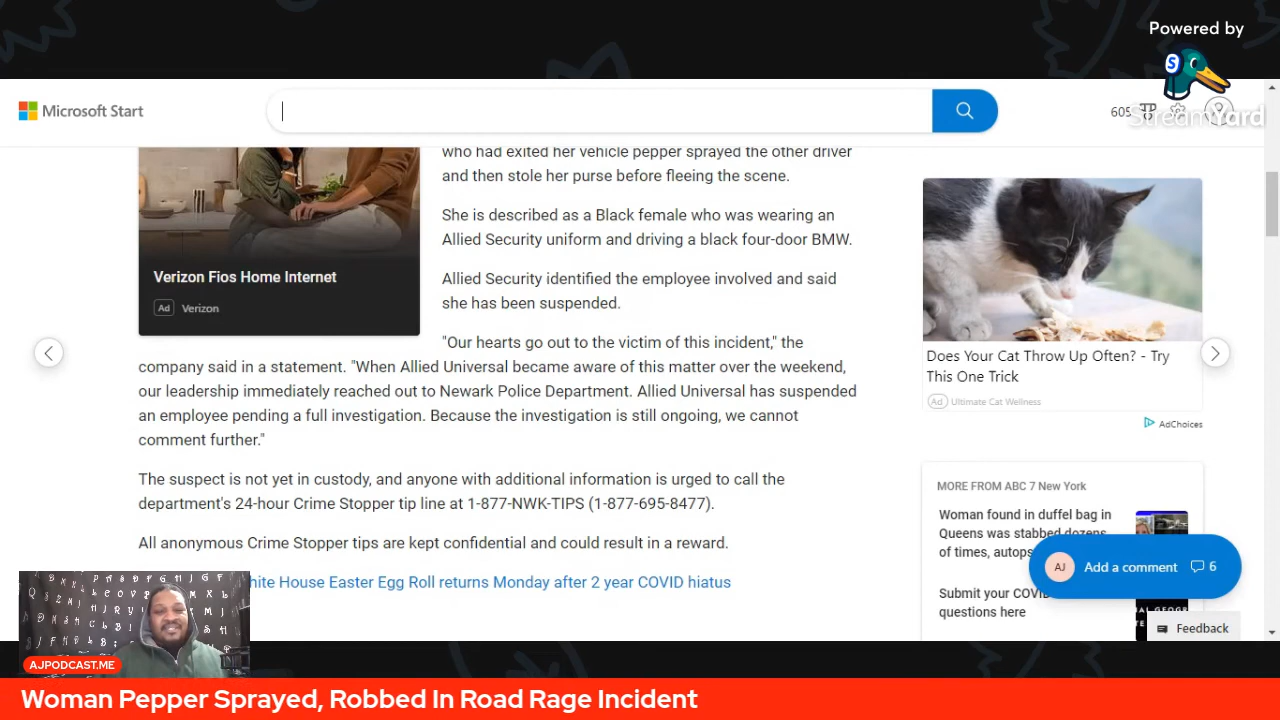 Powered by
StreamYard
Microsoft Start
605
who had exited her vehicle pepper sprayed the other driver
and then stole her purse before fleeing the scene.
She is described as a Black female who was wearing an
Allied Security uniform and driving a black four-door BMW.
Allied Security identified the employee involved and said
she has been suspended.
"Our hearts go out to the victim of this incident," the
company said in a statement. "When Allied Universal became aware of this matter over the weekend,
our leadership immediately reached out to Newark Police Department. Allied Universal has suspended
an employee pending a full investigation. Because the investigation is still ongoing, we cannot
comment further."
The suspect is not yet in custody, and anyone with additional information is urged to call the
department's 24-hour Crime Stopper tip line at 1-877-NWK-TIPS (1-877-695-8477).
All anonymous Crime Stopper tips are kept confidential and could result in a reward.
House Easter Egg Roll returns Monday after 2 year COVID hiatus
Verizon Fios Home Internet
Ad Verizon
Does Your Cat Throw Up Often? - Try
This One Trick
Ad Ultimate Cat Wellness
AdChoices
MORE FROM ABC 7 New York
Woman found in duffel bag in
Queens was stabbed dozens
of times,
Submit your
questions here
AJ Add a comment 6
Feedback
AJPODCAST.ME
Woman Pepper Sprayed, Robbed In Road Rage Incident